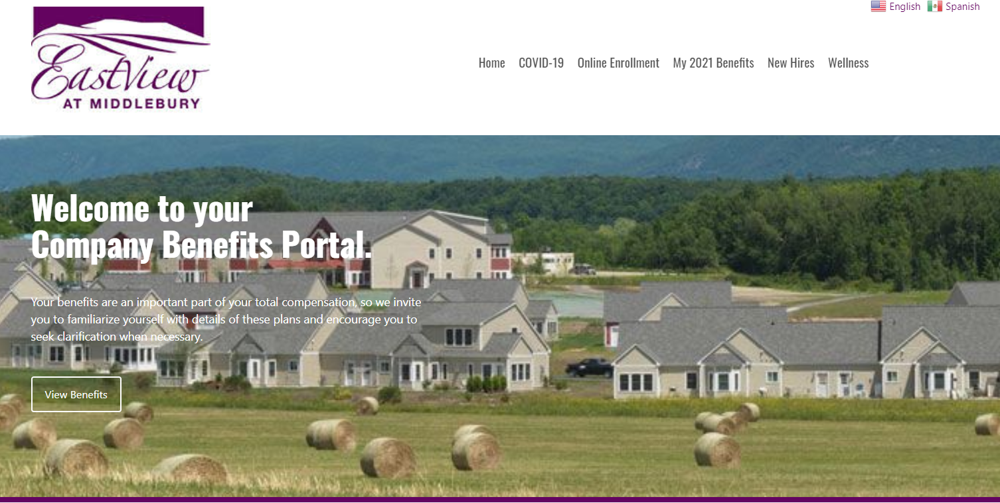 English Spanish
EastView
AT MIDDLEBURY
Home COVID-19 Online Enrollment My 2021 Benefits New Hires Wellness
Welcome to your
Company Benefits Portal.
Your benefits are an important part of your total compensation, so we invite
you to familiarize yourself with details of these plans and encourage you to
seek clarification when necessary.
View Benefits